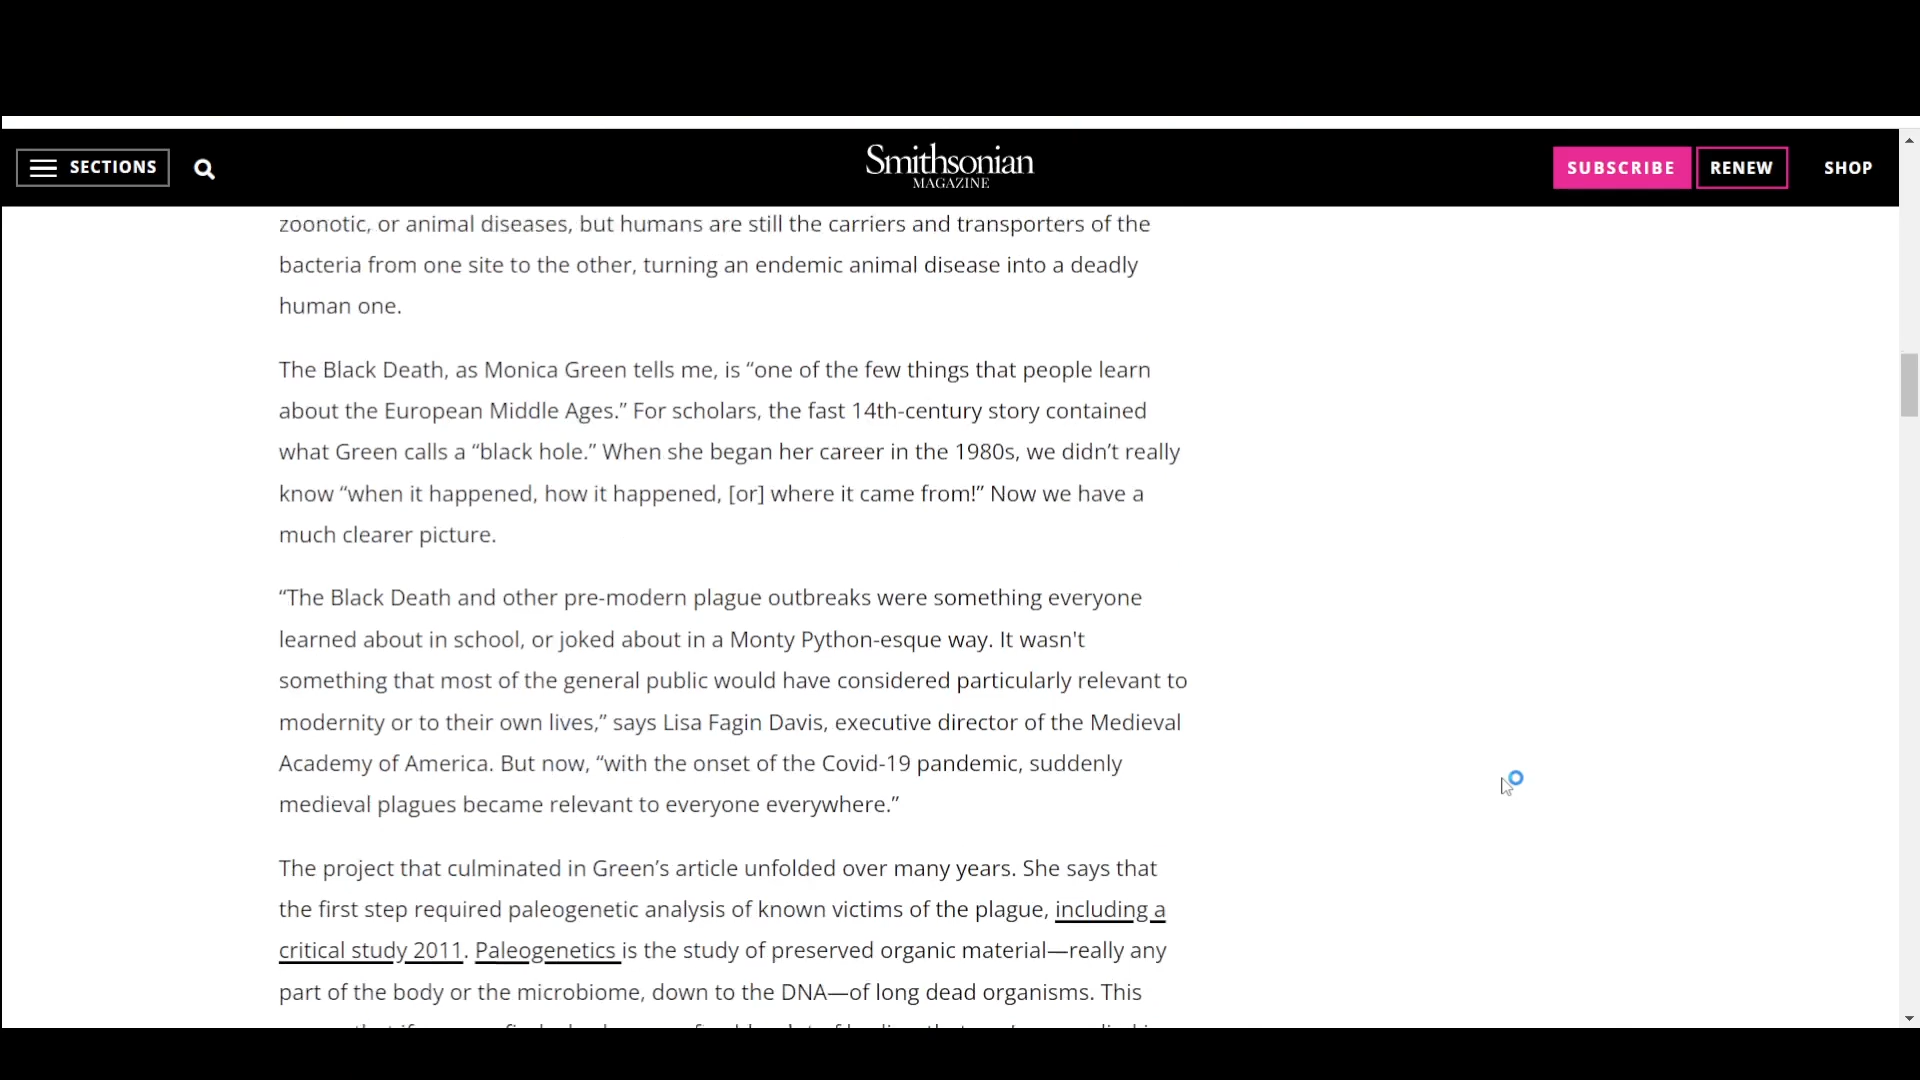 SECTIONS
Smithsonian
MAGAZINE
SUBSCRIBE
RENEW
SHOP
zoonotic, or animal diseases, but humans are still the carriers and transporters of the
bacteria from one site to the other, turning an endemic animal disease into a deadly
human one.
The Black Death, as Monica Green tells me, is “one of the few things that people learn
about the European Middle Ages.” For scholars, the fast 14th-century story contained
what Green calls a “black hole.” When she began her career in the 1980s, we didn’t really
know “when it happened, how it happened, [or] where it came from!” Now we have a
much clearer picture.
“The Black Death and other pre-modern plague outbreaks were something everyone
learned about in school, or joked about in a Monty Python-esque way. It wasn't
something that most of the general public would have considered particularly relevant to
modernity or to their own lives,” says Lisa Fagin Davis, executive director of the Medieval
Academy of America. But now, “with the onset of the Covid-19 pandemic, suddenly
medieval plagues became relevant to everyone everywhere.”
The project that culminated in Green’s article unfolded over many years. She says that
the first step required paleogenetic analysis of known victims of the plague, including a
critical study 2011. Paleogenetics is the study of preserved organic material—really any
part of the body or the microbiome, down to the DNA—of long dead organisms. This